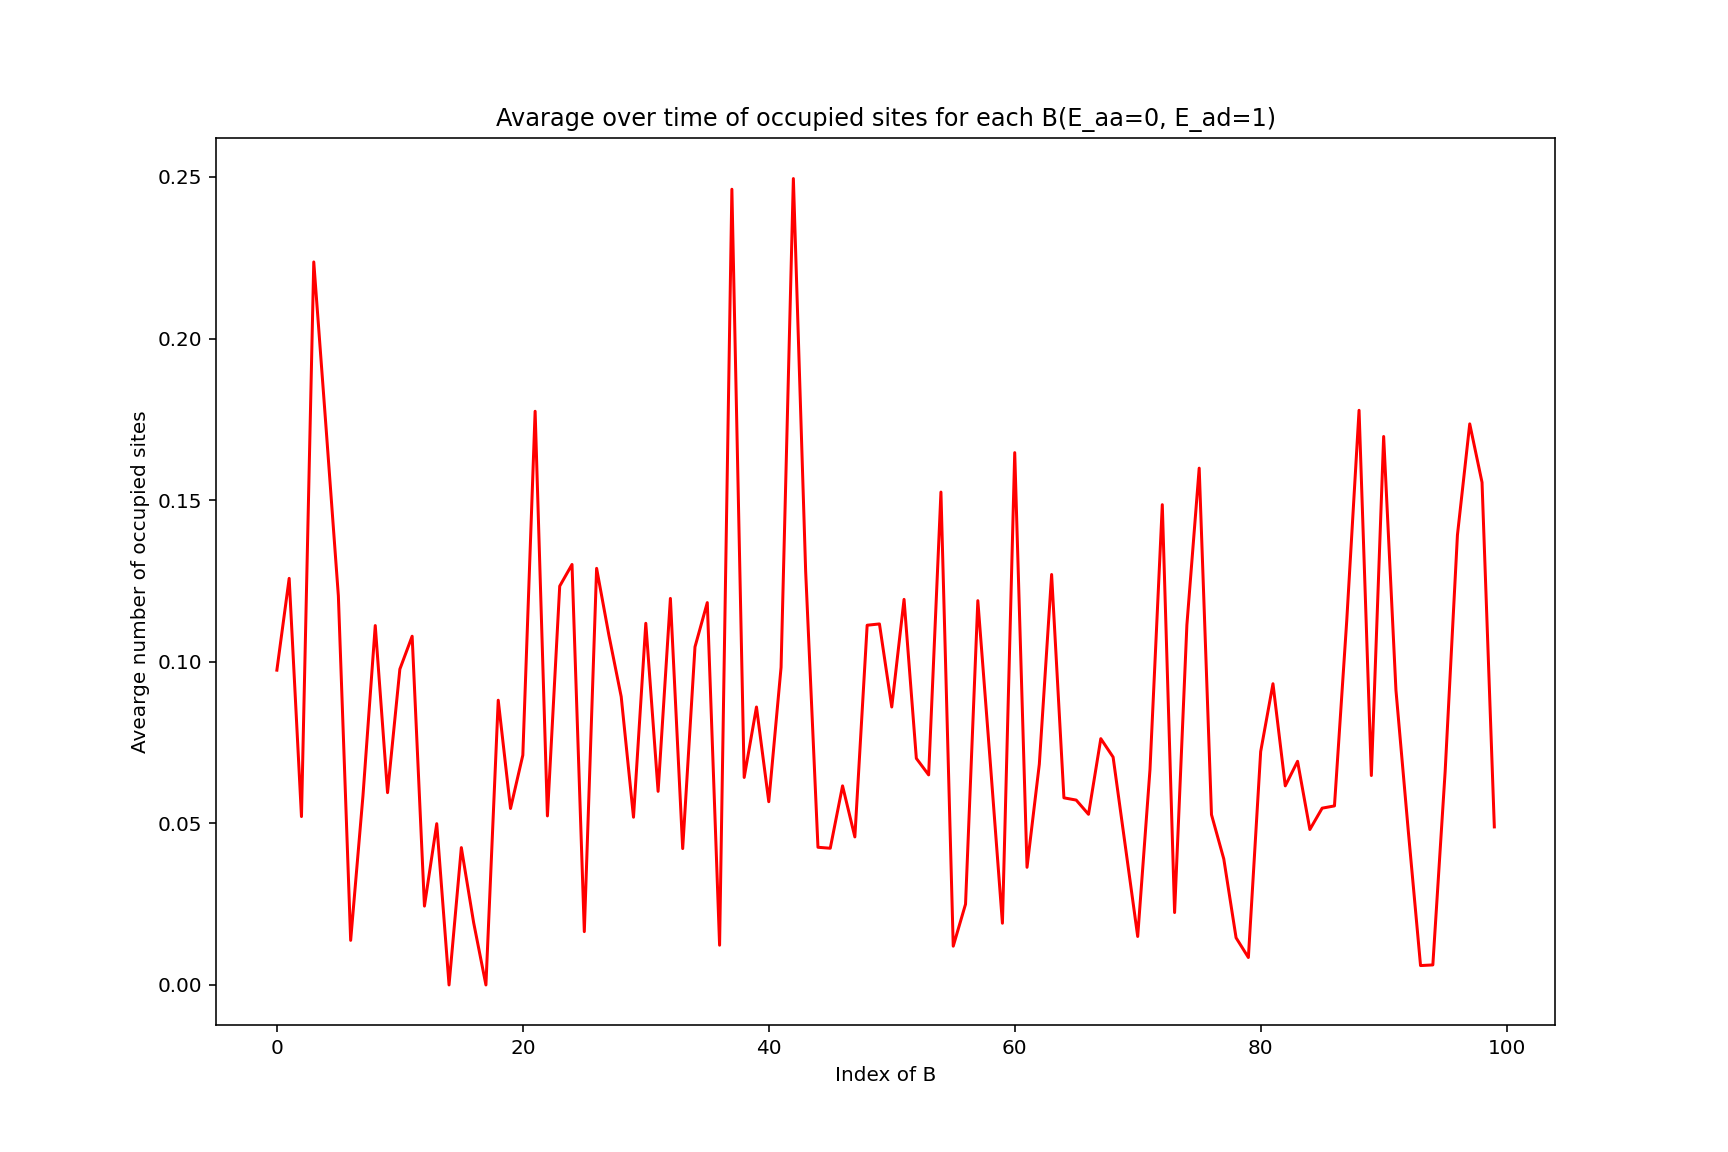 Avarage over time of occupied sites for each B(E_aa=0, E_ad=1)
0.25
0.20
0.15
0.10
0.05
0.00
Avearge number of occupied sites
0 20 40 60 80 100
Index of B